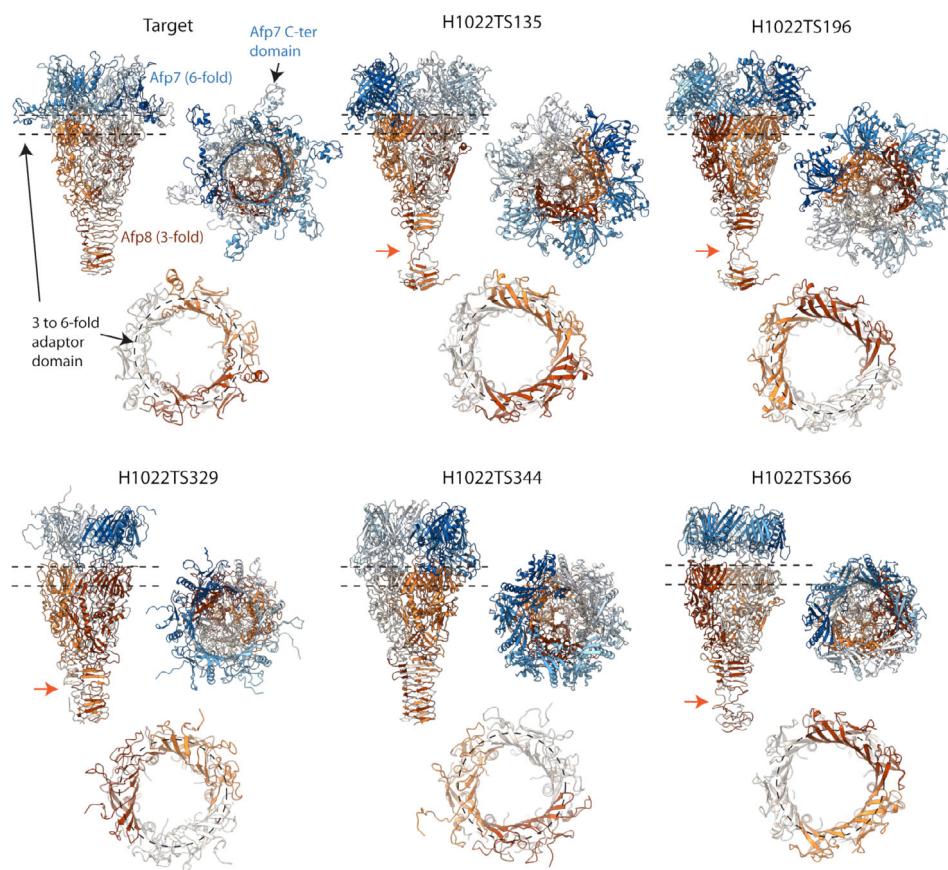 Target
Afp7 C-ter
domain
H1022TS135
H1022TS196
Afp7 (6-fold)
Afp8 (3-fold)
3 to 6-fold
adaptor
domain
H1022TS329
H1022TS344
H1022TS366